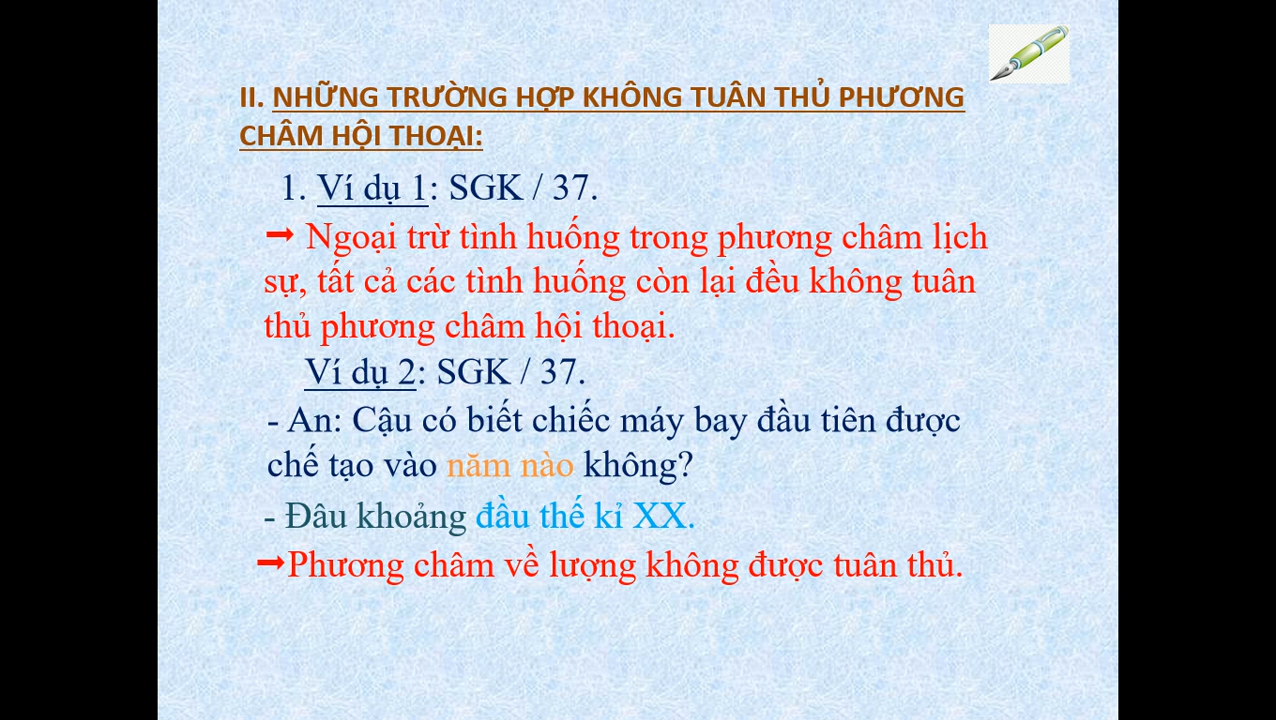 II. NHỮNG TRƯỜNG HỢP KHÔNG TUÂN THỦ PHƯƠNG
CHÂM HỘI THOẠI:
1. Ví dụ 1: SGK / 37.
➞ Ngoại trừ tình huống trong phương châm lịch
sự, tất cả các tình huống còn lại đều không tuân
thủ phương châm hội thoại.
Ví dụ 2: SGK / 37.
- An: Cậu có biết chiếc máy bay đầu tiên được
chế tạo vào năm nào không?
- Đâu khoảng đầu thế kỉ XX.
➞Phương châm về lượng không được tuân thủ.